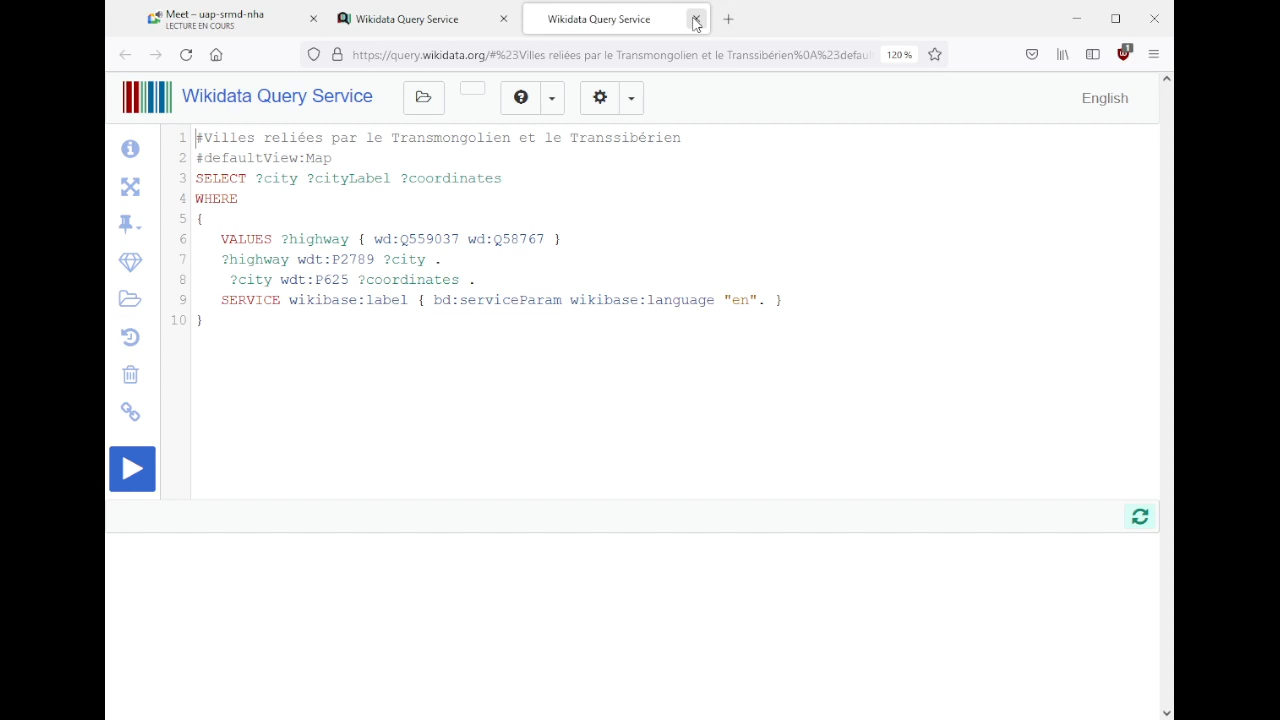 Meet – uap-srmd-nha
LECTURE EN COURS
Wikidata Query Service
Wikidata Query Service
https://query.wikidata.org/#%23Villes reliées par le Transmongolien et le Transsibérien%0A%23defaul
120 %
1
Wikidata Query Service
English
1 #Villes reliées par le Transmongolien et le Transsibérien
2 #defaultView:Map
3 SELECT ?city ?cityLabel ?coordinates
4 WHERE
5 {
6 VALUES ?highway { wd:Q559037 wd:Q58767 }
7 ?highway wdt:P2789 ?city .
8 ?city wdt:P625 ?coordinates .
9 SERVICE wikibase:label { bd:serviceParam wikibase:language "en". }
10 }